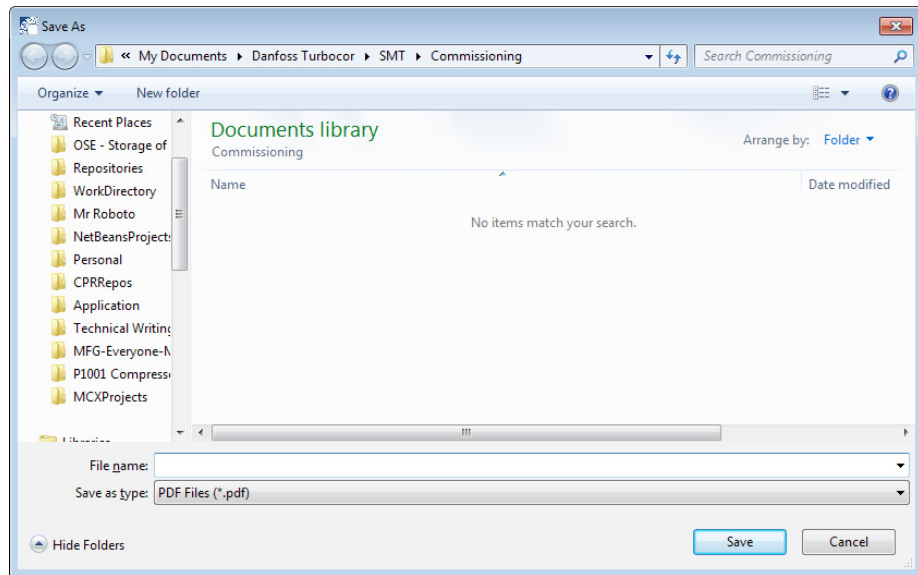 Save As
« My Documents ▸ Danfoss Turbocor ▸ SMT ▸ Commissioning
Search Commissioning
Organize
New folder
Recent Places
OSE - Storage of
Repositories
WorkDirectory
Mr Roboto
NetBeansProject
Personal
CPRRepos
Application
Technical Writing
MFG-Everyone-
P1001 Compress
MCXProjects
Libraries
Documents library
Commissioning
Arrange by: Folder
Name
Date modified
No items match your search.
File name:
Save as type: PDF Files (*.pdf)
Hide Folders
Save
Cancel